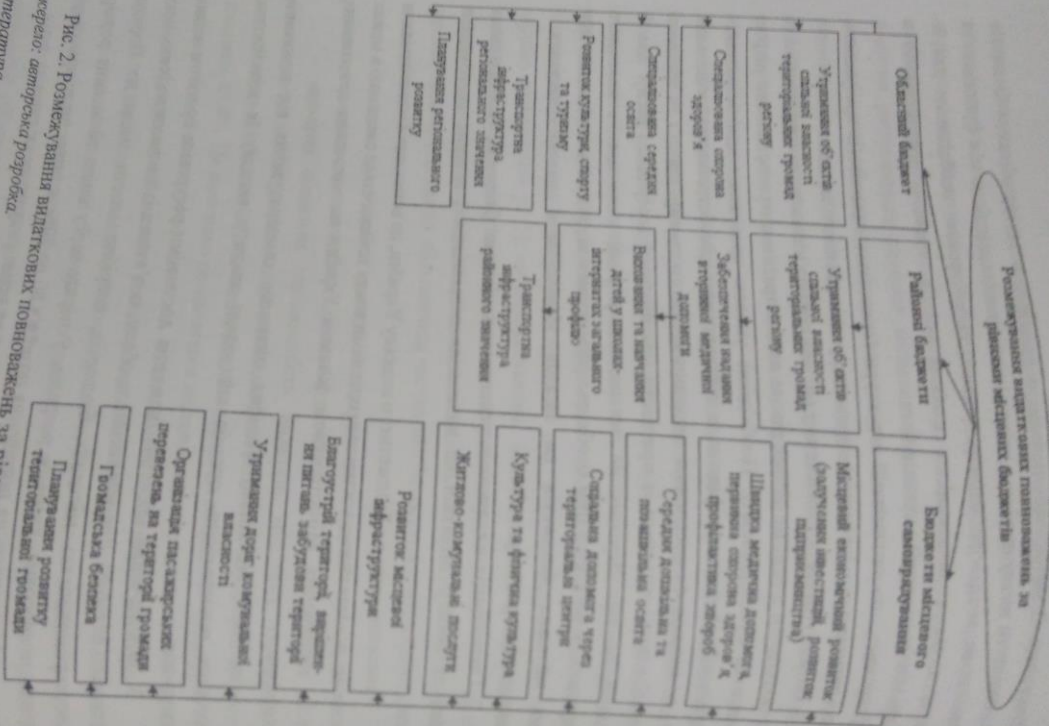 Розмежування видаткових повноважень за
рівнями місцевих бюджетів
Обласний бюджет
Утримання об'єктів
спільної власності
територіальних громад
регіону
Спеціалізована охорона
здоров'я
Спеціалізована середня
освіта
Розвиток культури, спорту
та туризму
Транспортна
інфраструктура
регіонального значення
Планування регіонального
розвитку
Районні бюджети
Утримання об'єктів
спільної власності
територіальних громад
регіону
Забезпечення надання
вторинної медичної
допомоги
Виховання та навчання
дітей у школах-
інтернатах загального
профілю
Транспортна
інфраструктура
районного значення
Бюджети місцевого
самоврядування
Місцевий економічний розвиток
(залучення інвестицій, розвиток
підприємництва)
Швидка медична допомога,
первинна охорона здоров'я,
профілактика хвороб
Середня дошкільна та
позашкільна освіта
Соціальна допомога через
територіальні центри
Культура та фізична культура
Житлово-комунальні послуги
Розвиток місцевої
інфраструктури
Благоустрій території, вирішен-
ня питань забудови території
Утримання доріг комунальної
власності
Організація пасажирських
перевезень на території громади
Громадська безпека
Планування розвитку
територіальної громади
Рис. 2. Розмежування видаткових повноважень за
жерело: авторська розробка.